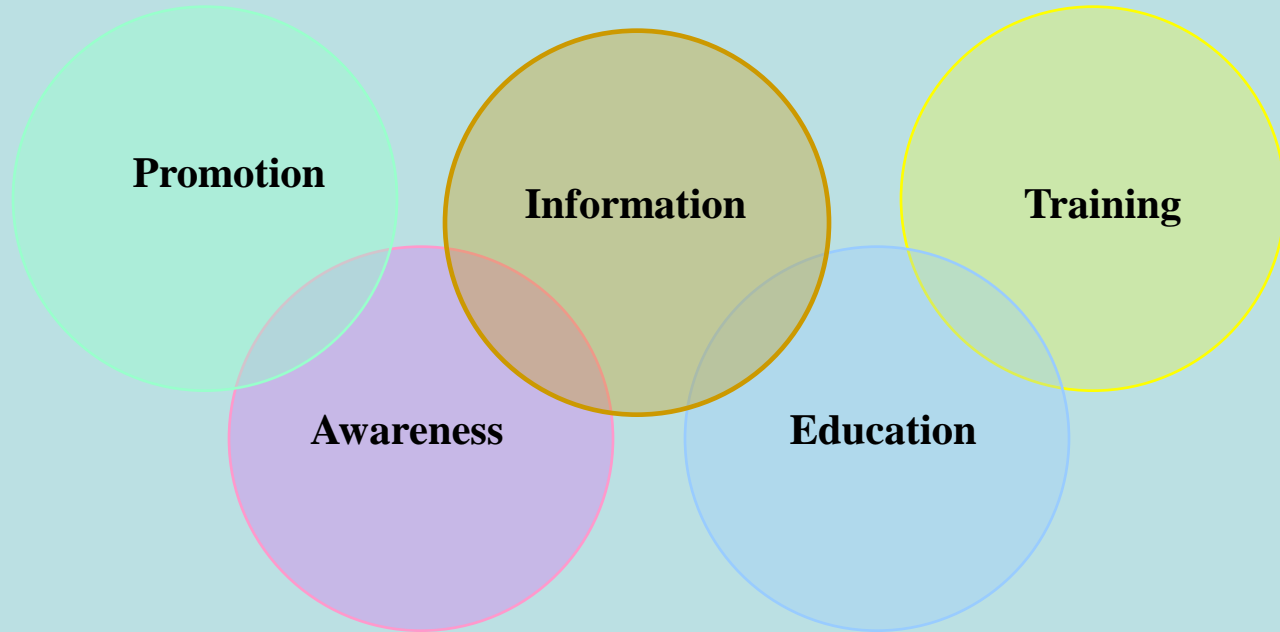 Promotion
Information
Training
Awareness
Education